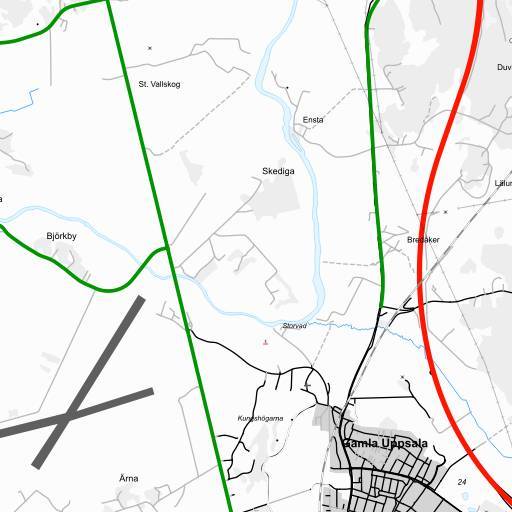 Duv
St. Vallskog
Ensta
Skediga
Lälun
a
Björkby
Bredåker
Storvad
Kungshögarna
Gamla Uppsala
Ärna
24